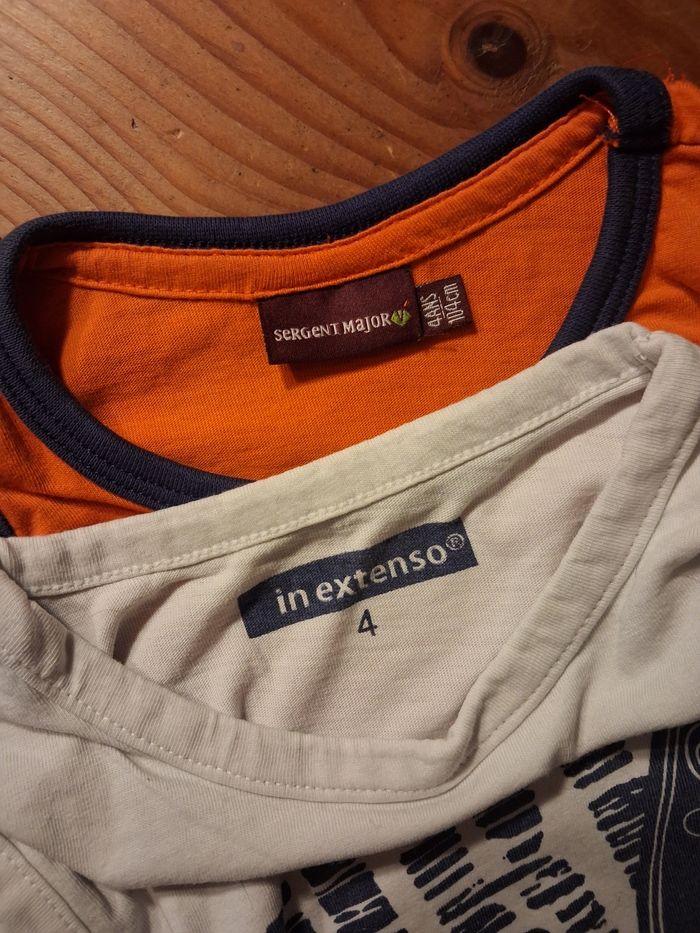 SERGENT MAJOR
4ANS
104cm
in extenso®
4